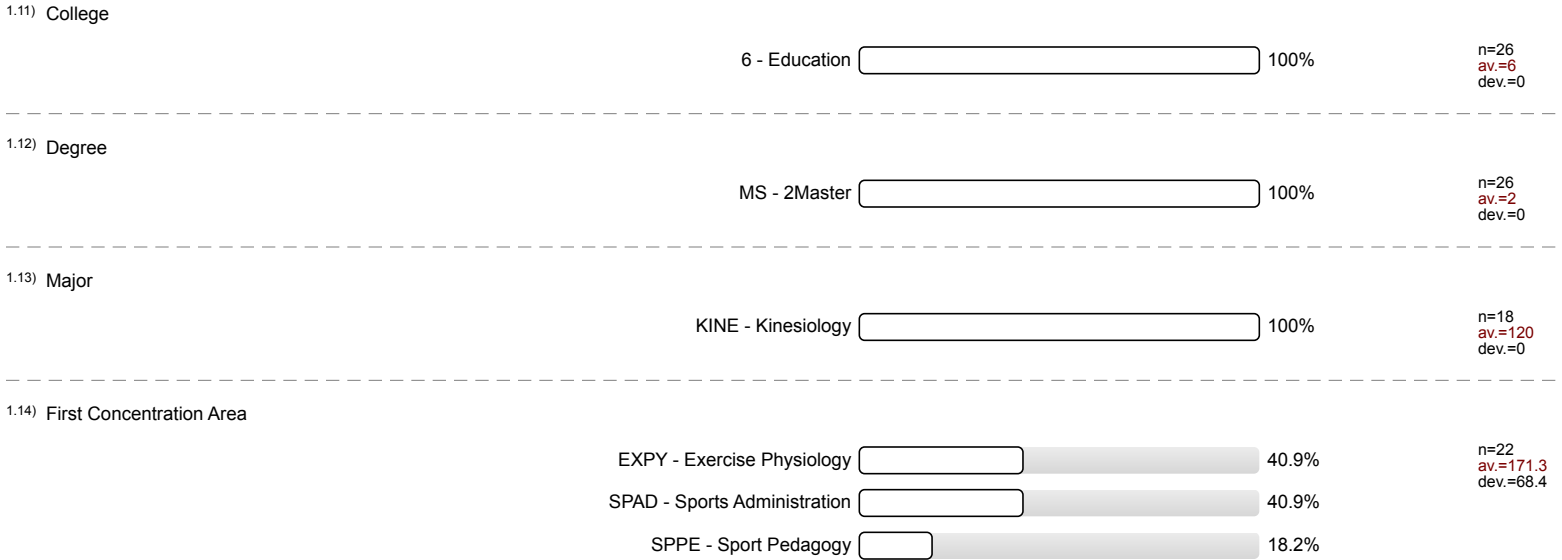 1.11) College
6 - Education 100%
n=26
av.=6
dev.=0
1.12) Degree
MS - 2Master 100%
n=26
av.=2
dev.=0
1.13) Major
KINE - Kinesiology 100%
n=18
av.=120
dev.=0
1.14) First Concentration Area
EXPY - Exercise Physiology 40.9%
n=22
av.=171.3
dev.=68.4
SPAD - Sports Administration 40.9%
SPPE - Sport Pedagogy 18.2%